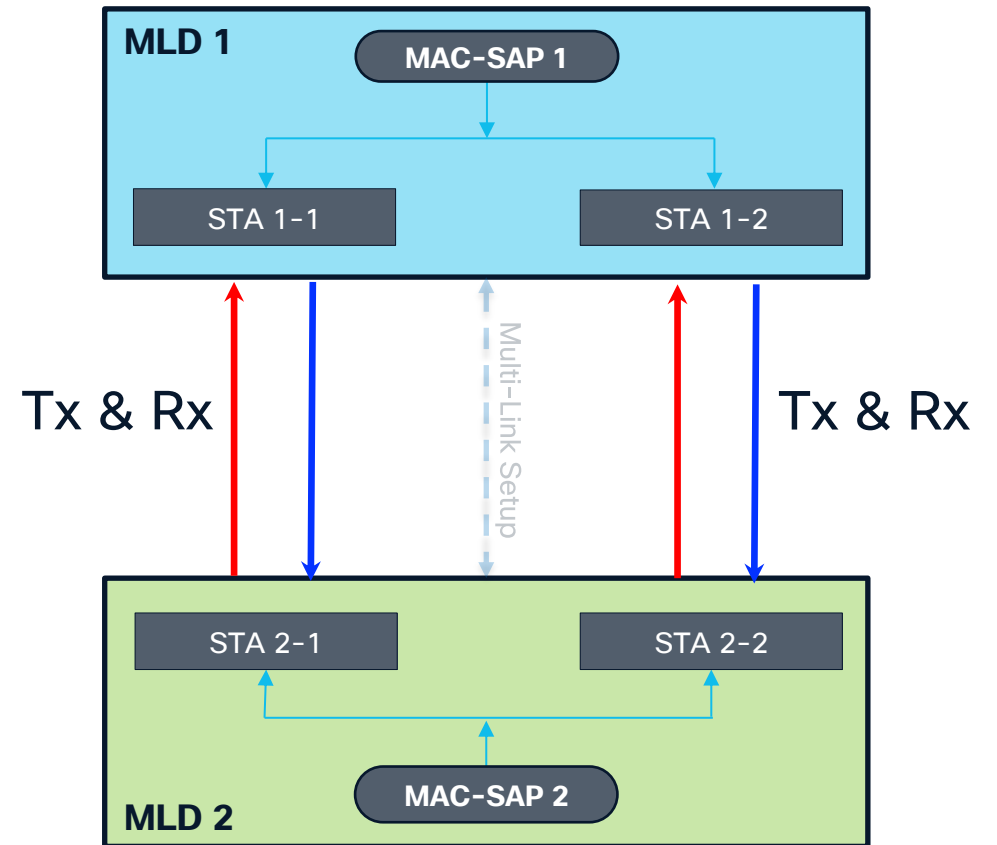 MLD 1
MAC-SAP 1
STA 1-1
STA 1-2
Tx & Rx
Multi-Link Setup
Tx & Rx
STA 2-1
STA 2-2
MAC-SAP 2
MLD 2